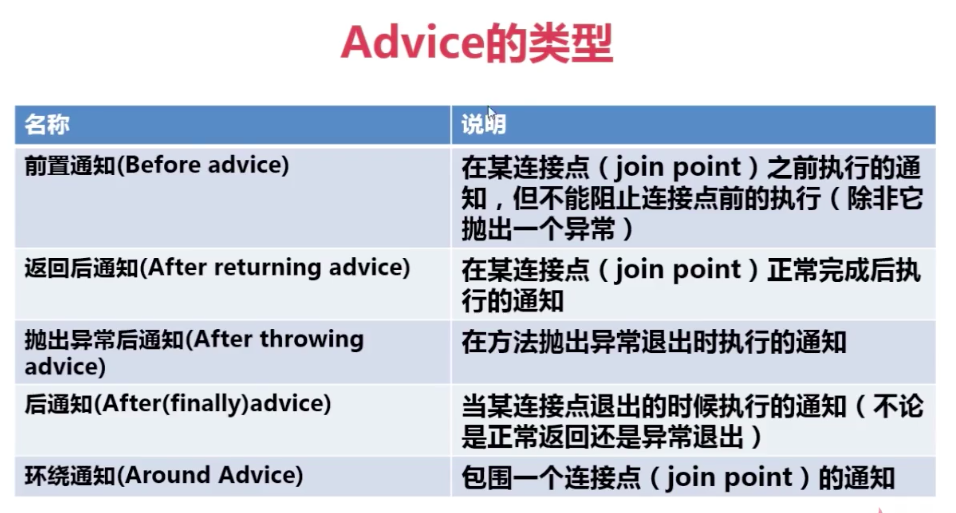 Advice的类型
名称
说明
前置通知(Before advice)
在某连接点（join point）之前执行的通
知，但不能阻止连接点前的执行（除非它
抛出一个异常）
返回后通知(After returning advice)
在某连接点（join point）正常完成后执
行的通知
抛出异常后通知(After throwing
advice)
在方法抛出异常退出时执行的通知
后通知(After(finally)advice)
当某连接点退出的时候执行的通知（不论
是正常返回还是异常退出）
环绕通知(Around Advice)
包围一个连接点（join point）的通知